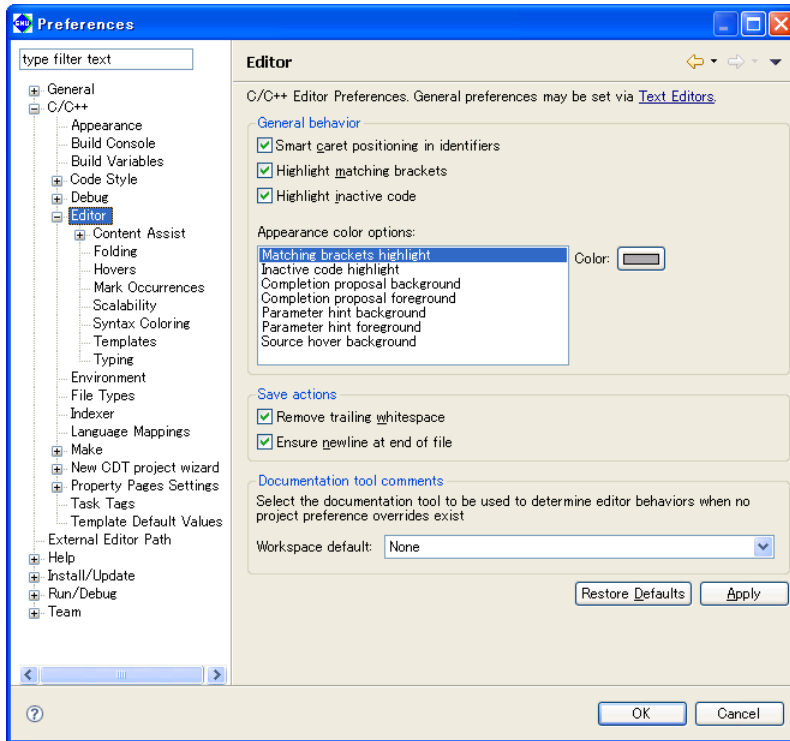 Preferences
type filter text
General
C/C++
Appearance
Build Console
Build Variables
Code Style
Debug
Editor
Content Assist
Folding
Hovers
Mark Occurrences
Scalability
Syntax Coloring
Templates
Typing
Environment
File Types
Indexer
Language Mappings
Make
New CDT project wizard
Property Pages Settings
Task Tags
Template Default Values
External Editor Path
Help
Install/Update
Run/Debug
Team
Editor
C/C++ Editor Preferences. General preferences may be set via Text Editors.
General behavior
Smart caret positioning in identifiers
Highlight matching brackets
Highlight inactive code
Appearance color options:
Matching brackets highlight
Inactive code highlight
Completion proposal background
Completion proposal foreground
Parameter hint background
Parameter hint foreground
Source hover background
Color:
Save actions
Remove trailing whitespace
Ensure newline at end of file
Documentation tool comments
Select the documentation tool to be used to determine editor behaviors when no
project preference overrides exist
Workspace default: None
Restore Defaults Apply
OK Cancel